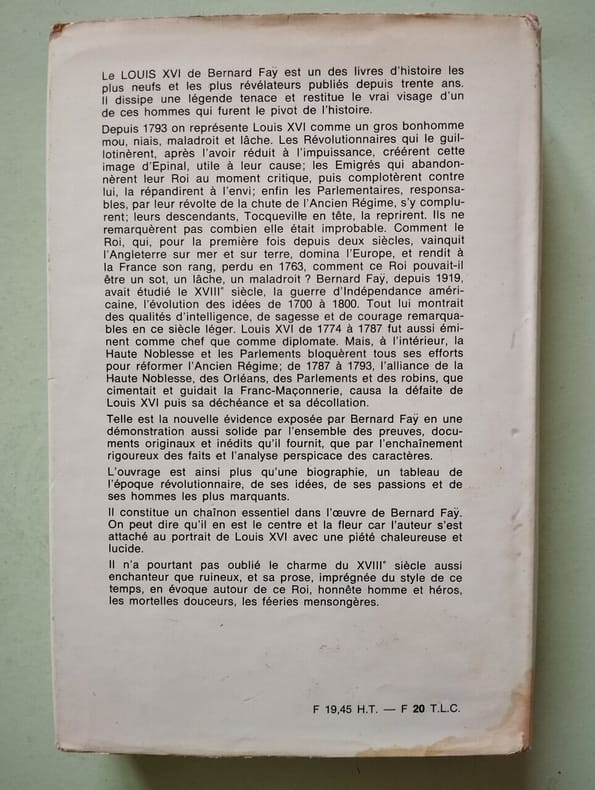 Le LOUIS XVI de Bernard Faÿ est un des livres d'histoire les
plus neufs et les plus révélateurs publiés depuis trente ans.
Il dissipe une légende tenace et restitue le vrai visage d'un
de ces hommes qui furent le pivot de l'histoire.
Depuis 1793 on représente Louis XVI comme un gros bonhomme
mou, niais, maladroit et lâche. Les Révolutionnaires qui le guil-
lotinèrent, après l'avoir réduit à l'impuissance, créérent cette
image d'Epinal, utile à leur cause; les Emigrés qui abandon-
nèrent leur Roi au moment critique, puis complotèrent contre
lui, la répandirent à l'envi; enfin les Parlementaires, responsa-
bles, par leur révolte de la chute de l'Ancien Régime, s'y complu-
rent; leurs descendants, Tocqueville en tête, la reprirent. Ils ne
remarquèrent pas combien elle était improbable. Comment le
Roi, qui, pour la première fois depuis deux siècles, vainquit
l'Angleterre sur mer et sur terre, domina l'Europe, et rendit à
la France son rang, perdu en 1763, comment ce Roi pouvait-il
être un sot, un lâche, un maladroit ? Bernard Faÿ, depuis 1919,
avait étudié le XVIIIᵉ siècle, la guerre d'Indépendance améri-
caine, l'évolution des idées de 1700 à 1800. Tout lui montrait
des qualités d'intelligence, de sagesse et de courage remarqua-
bles en ce siècle léger. Louis XVI de 1774 à 1787 fut aussi émi-
nent comme chef que comme diplomate. Mais, à l'intérieur, la
Haute Noblesse et les Parlements bloquèrent tous ses efforts
pour réformer l'Ancien Régime; de 1787 à 1793, l'alliance de la
Haute Noblesse, des Orléans, des Parlements et des robins, que
cimentait et guidait la Franc-Maçonnerie, causa la défaite de
Louis XVI puis sa déchéance et sa décollation.
Telle est la nouvelle évidence exposée par Bernard Faÿ en une
démonstration aussi solide par l'ensemble des preuves, docu-
ments originaux et inédits qu'il fournit, que par l'enchaînement
rigoureux des faits et l'analyse perspicace des caractères.
L'ouvrage est ainsi plus qu'une biographie, un tableau de
l'époque révolutionnaire, de ses idées, de ses passions et de
ses hommes les plus marquants.
Il constitue un chaînon essentiel dans l'œuvre de Bernard Faÿ.
On peut dire qu'il en est le centre et la fleur car l'auteur s'est
attaché au portrait de Louis XVI avec une piété chaleureuse et
lucide.
Il n'a pourtant pas oublié le charme du XVIIIᵉ siècle aussi
enchanteur que ruineux, et sa prose, imprégnée du style de ce
temps, en évoque autour de ce Roi, honnête homme et héros,
les mortelles douceurs, les féeries mensongères.
F 19,45 H.T. — F 20 T.L.C.